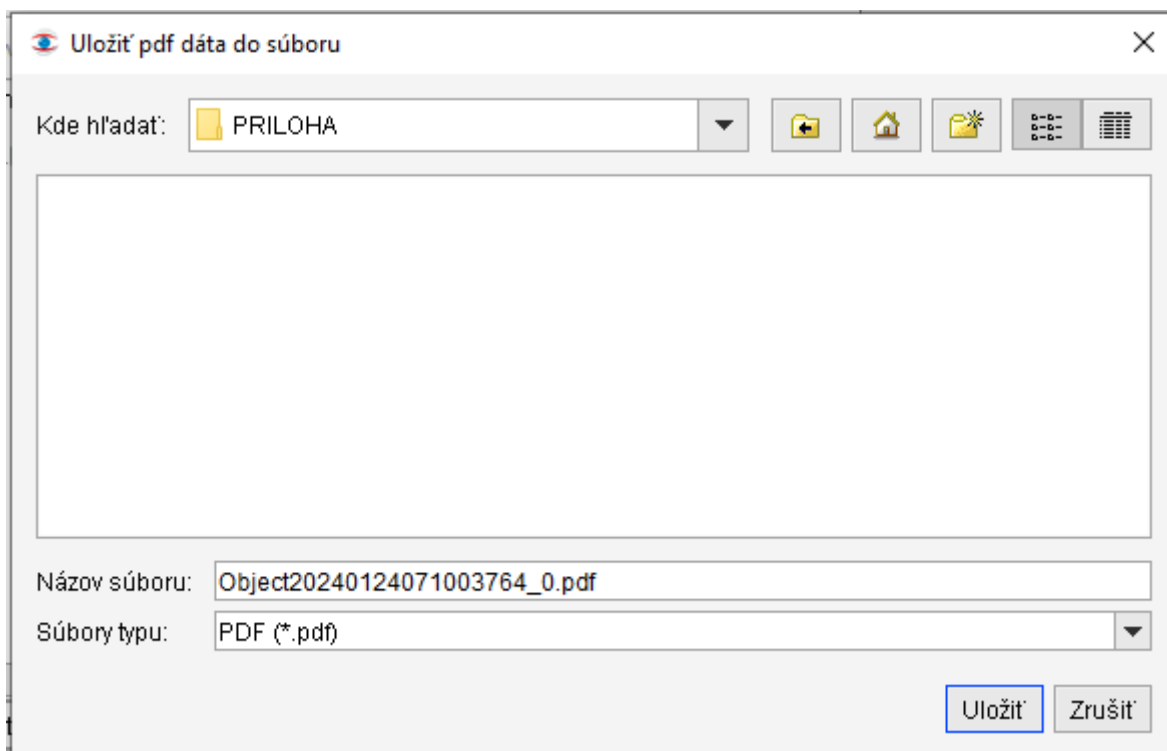 Uložiť pdf dáta do súboru
Kde hľadať: PRILOHA
Názov súboru: Object20240124071003764_0.pdf
Súbory typu: PDF (*.pdf)
Uložiť Zrušiť